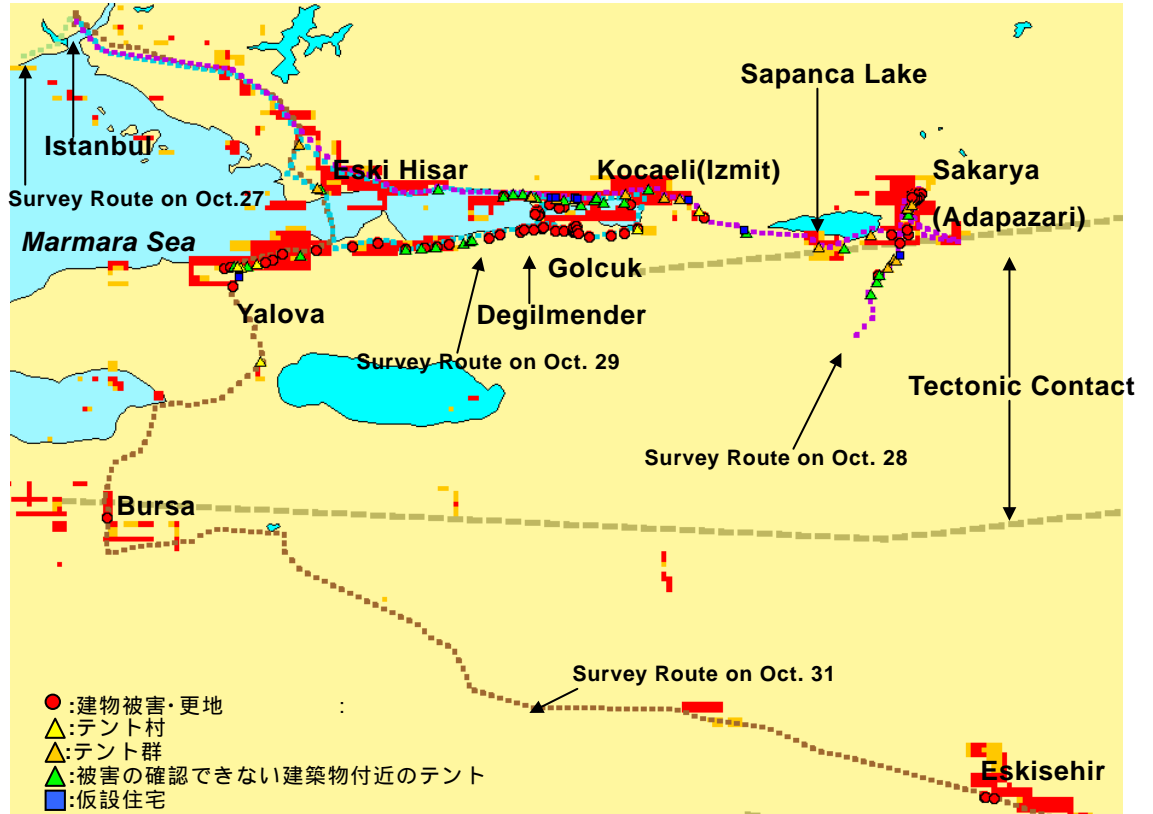 Sapanca Lake
Istanbul
Eski Hisar
Kocaeli(Izmit)
Sakarya
(Adapazari)
Survey Route on Oct.27
Marmara Sea
Golcuk
Yalova
Degilmender
Survey Route on Oct. 29
Tectonic Contact
Survey Route on Oct. 28
Bursa
Survey Route on Oct. 31
:建物被害･更地 :
:テント村
:テント群
:被害の確認できない建築物付近のテント
:仮設住宅
Eskisehir